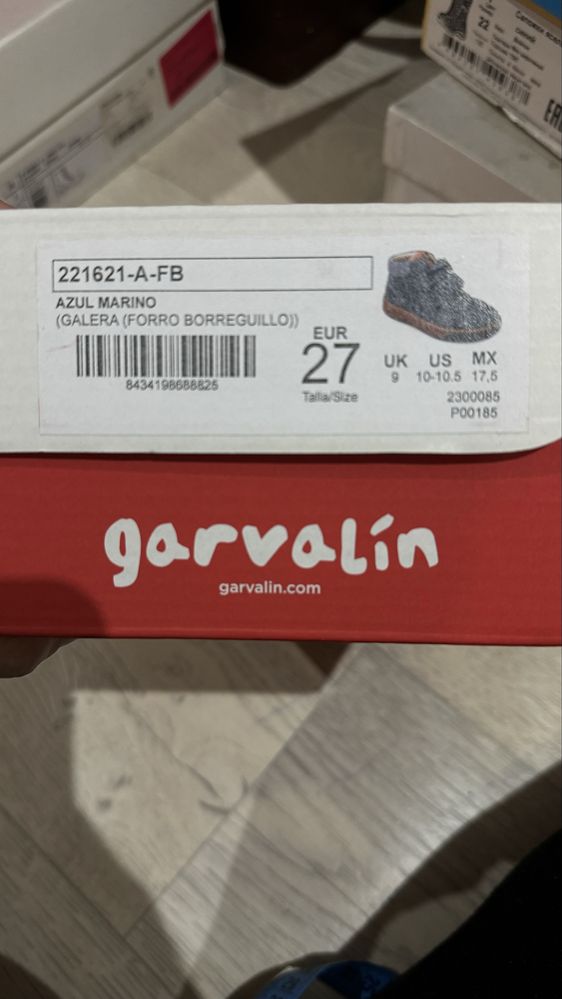 22
221621-A-FB
AZUL MARINO
(GALERA (FORRO BORREGUILLO))
8434198688825
EUR
27
Talla/Size
UK US MX
9 10-10.5 17,5
2300085
P00185
garvalín
garvalin.com